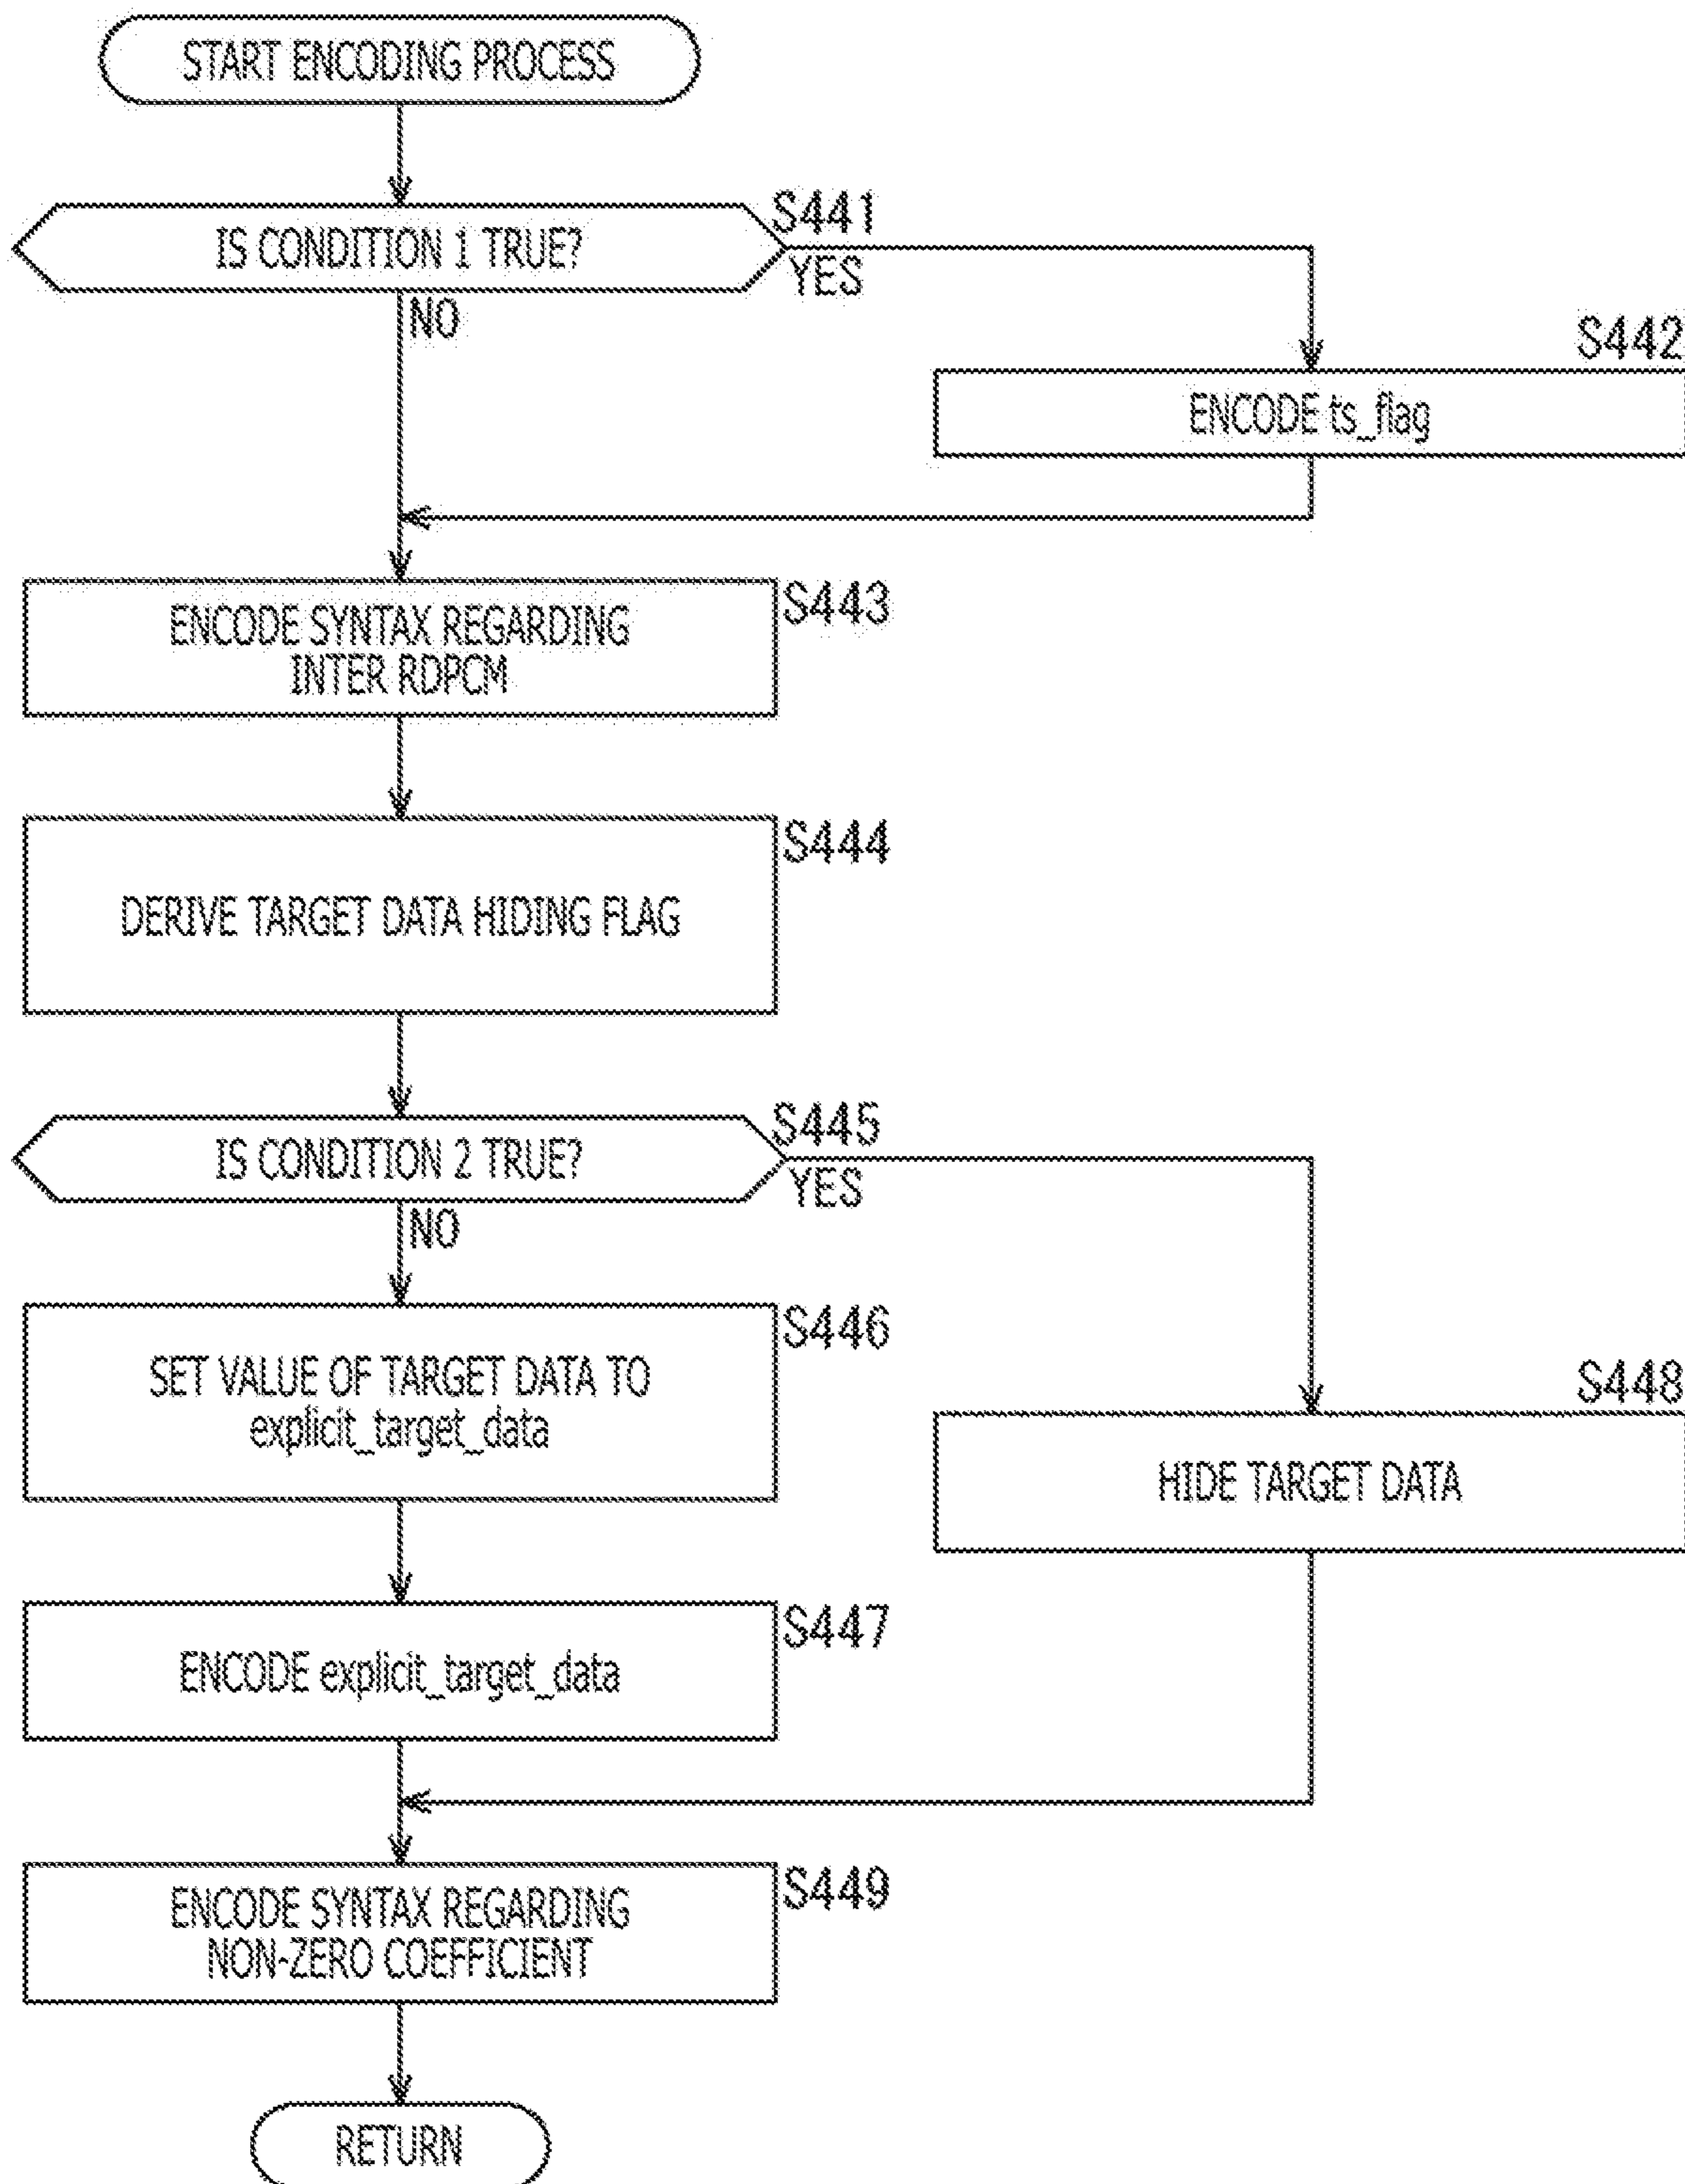 START ENCODING PROCESS
S441
IS CONDITION 1 TRUE?
YES
NO
S442
ENCODE ts_flag
S443
ENCODE SYNTAX REGARDING
INTER RDPCM
S444
DERIVE TARGET DATA HIDING FLAG
S445
IS CONDITION 2 TRUE?
YES
NO
S446
SET VALUE OF TARGET DATA TO
explicit_target_data
S448
HIDE TARGET DATA
S447
ENCODE explicit_target_data
S449
ENCODE SYNTAX REGARDING
NON-ZERO COEFFICIENT
RETURN